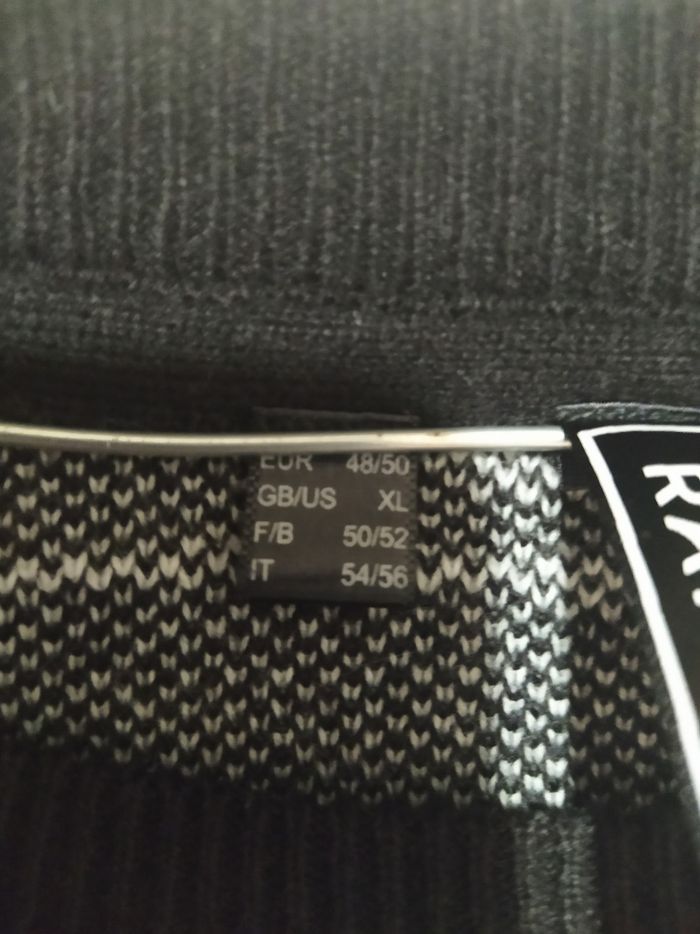 EUR 48/50
GB/US XL
F/B 50/52
IT 54/56